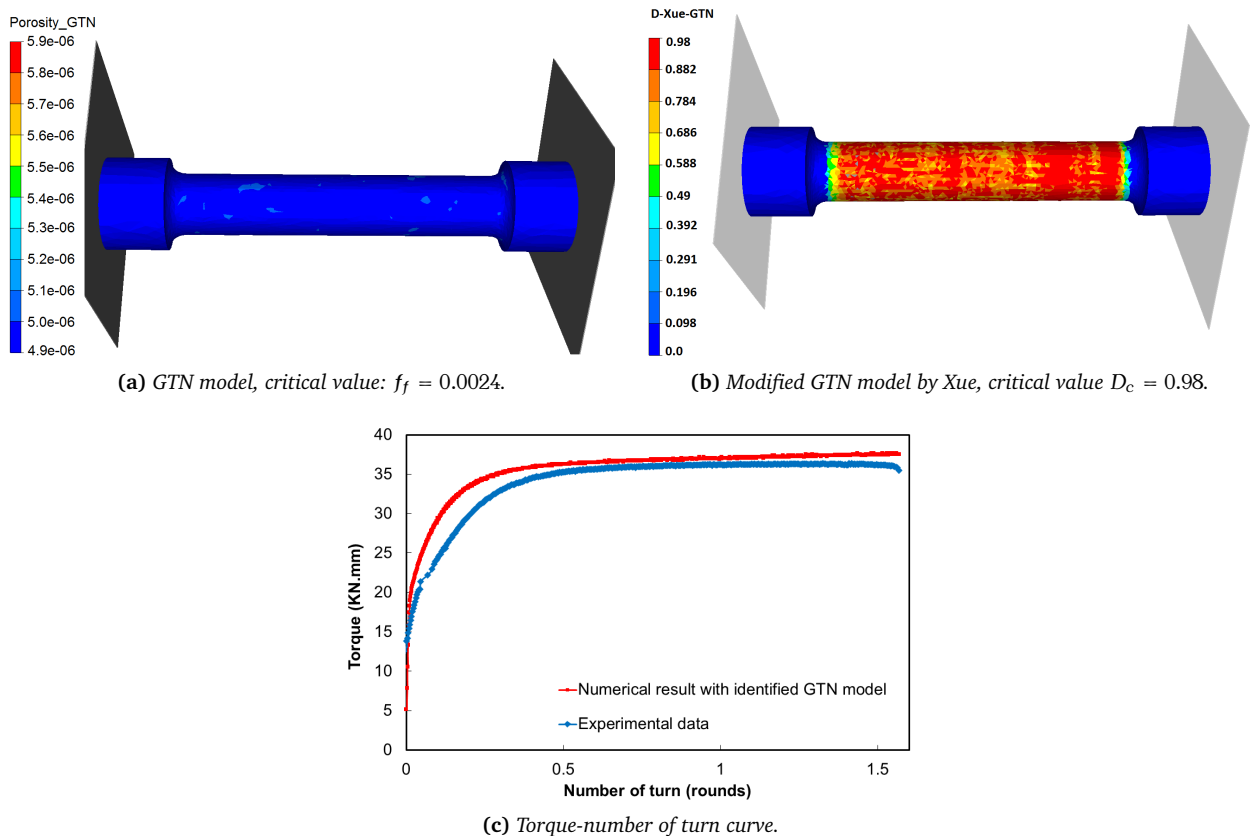 Porosity_GTN
5.9e-06
5.8e-06
5.7e-06
5.6e-06
5.5e-06
5.4e-06
5.2e-06
5.1e-06
5.0e-06
4.9e-06
(a) GTN model, critical value: f_f = 0.0024.
D-Xue-GTN
0.98
0.882
0.784
0.686
0.588
0.49
0.392
0.291
0.196
0.098
0.0
(b) Modified GTN model by Xue, critical value D_c = 0.98.
40
35
30
25
20
15
10
5
0
Torque (KN.mm)
Numerical result with identified GTN model
Experimental data
0 0.5 1 1.5
Number of turn (rounds)
(c) Torque-number of turn curve.